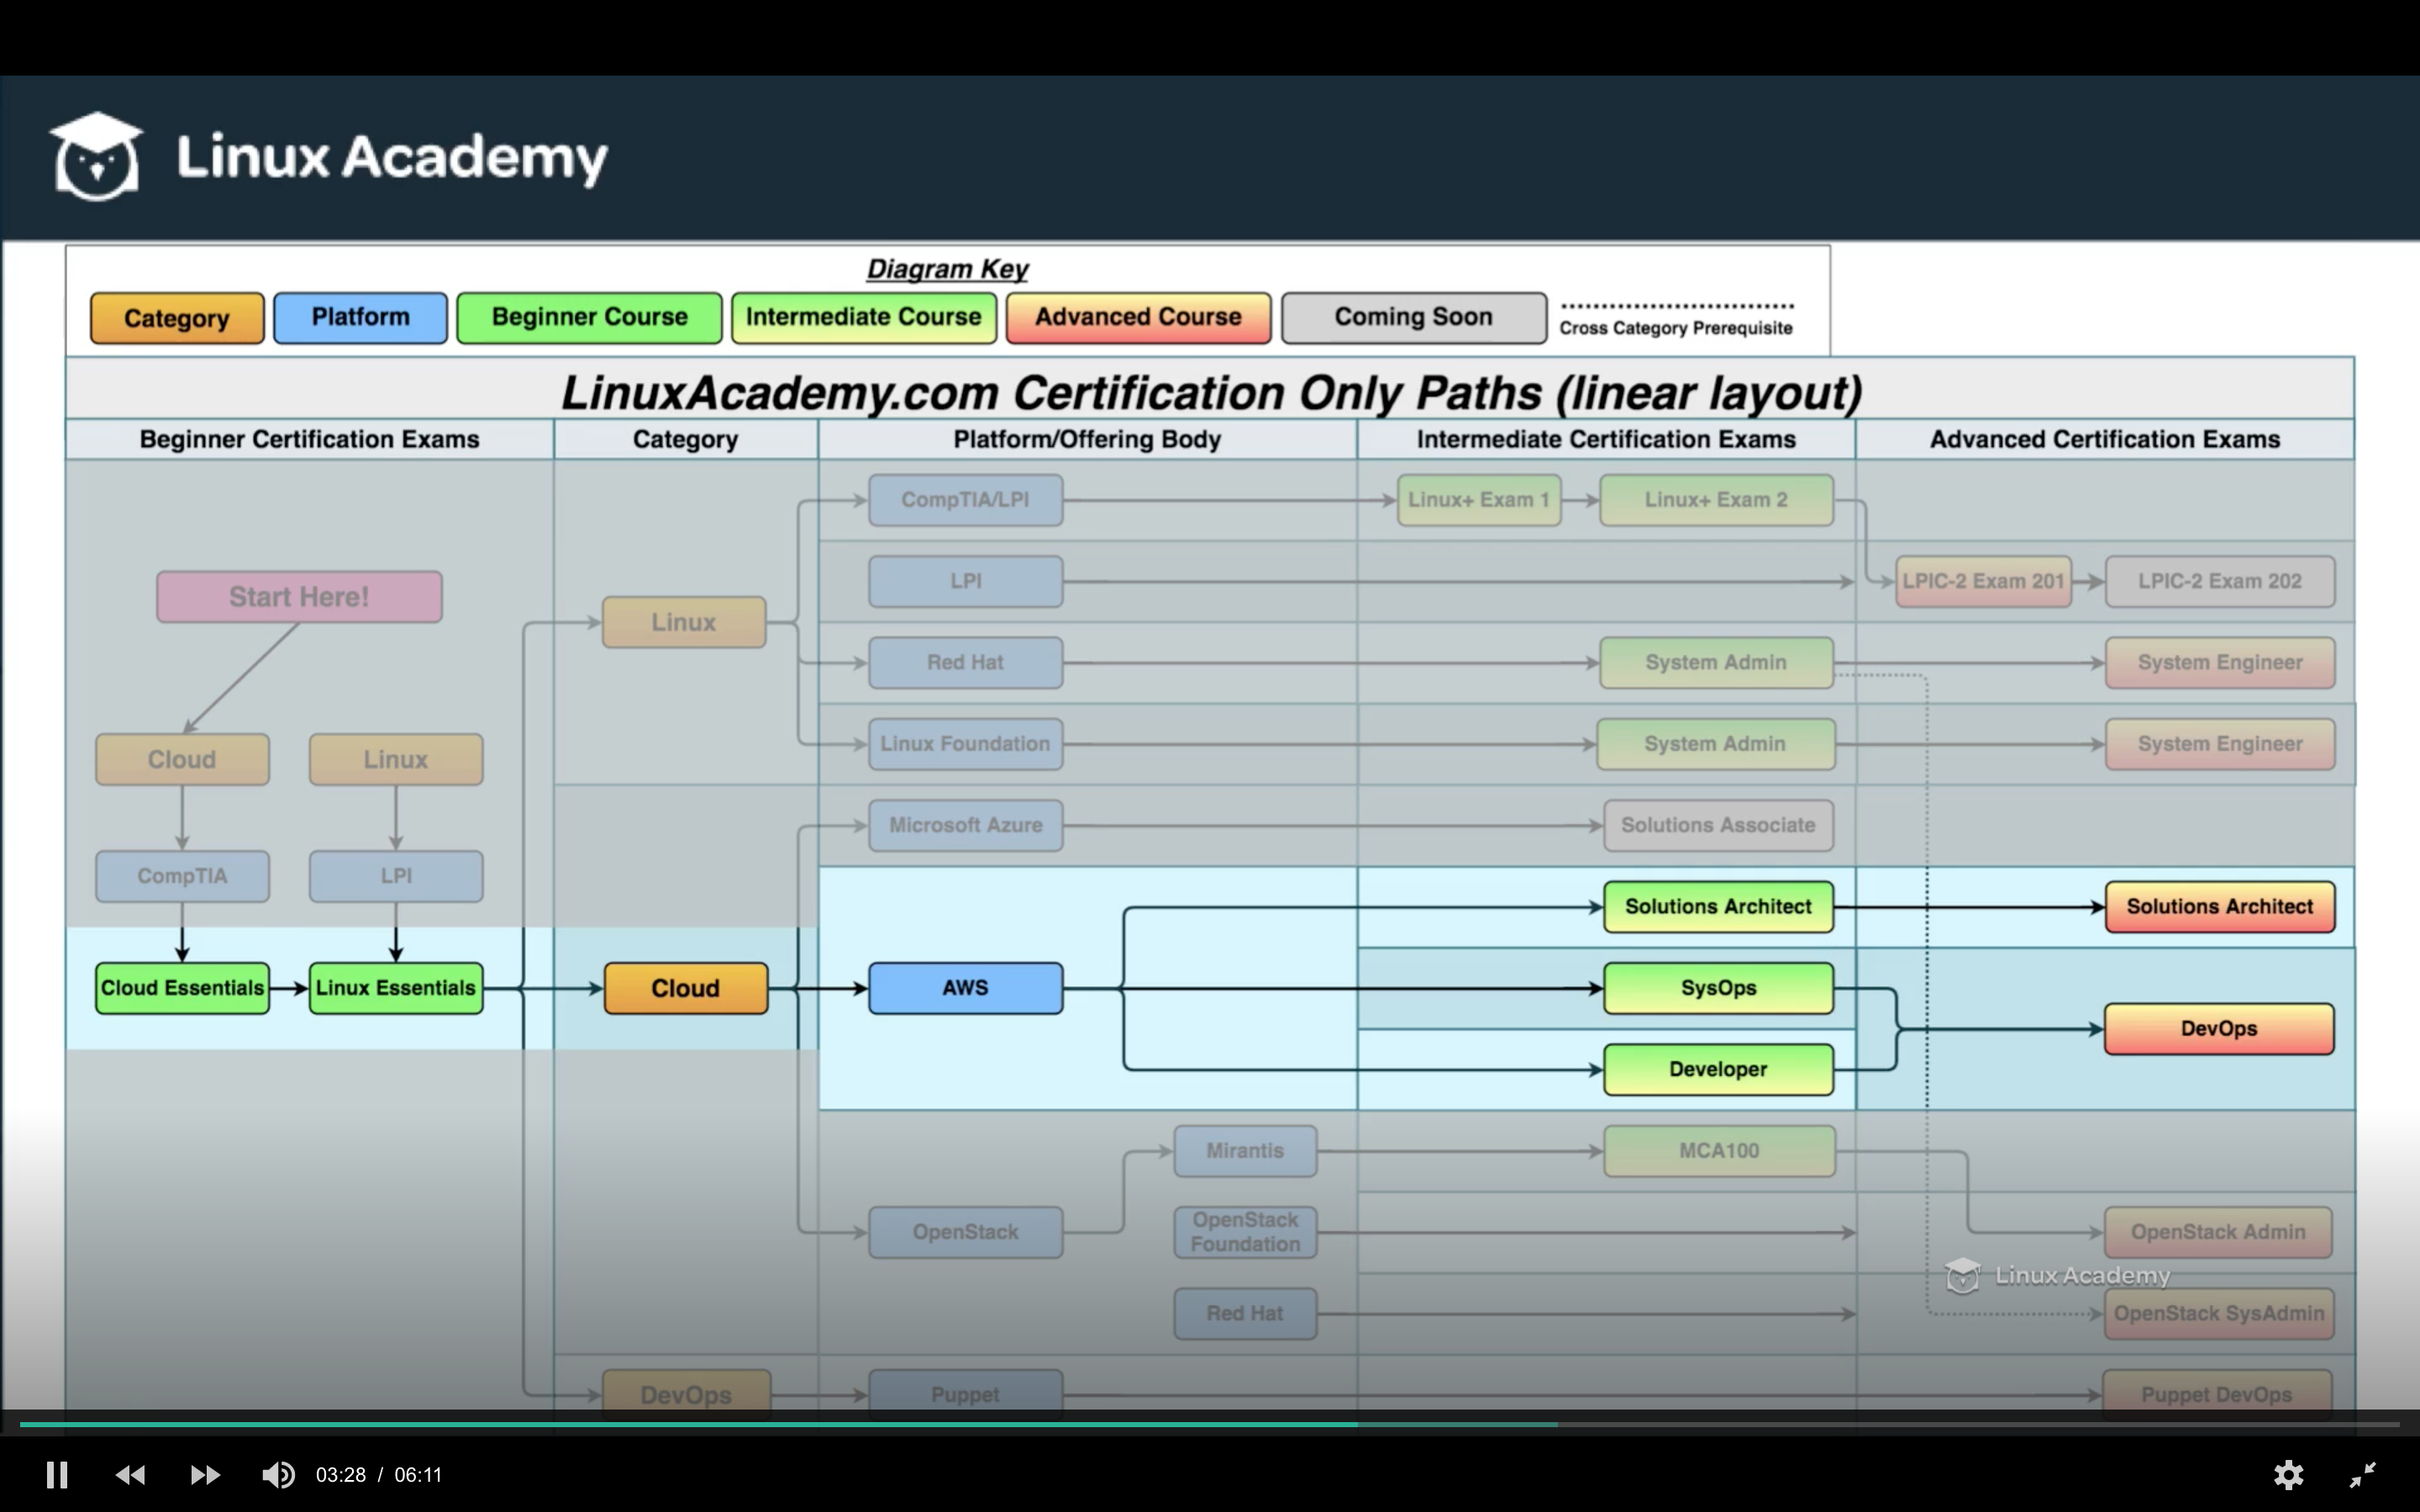 Linux Academy
Diagram Key
Category
Platform
Beginner Course
Intermediate Course
Advanced Course
Coming Soon
Cross Category Prerequisite
LinuxAcademy.com Certification Only Paths (linear layout)
Beginner Certification Exams
Category
Platform/Offering Body
Intermediate Certification Exams
Advanced Certification Exams
CompTIA/LPI
Linux+ Exam 1
Linux+ Exam 2
LPI
LPIC-2 Exam 201
LPIC-2 Exam 202
Start Here!
Linux
Red Hat
System Admin
System Engineer
Linux Foundation
System Admin
System Engineer
Cloud
Linux
Microsoft Azure
Solutions Associate
CompTIA
LPI
Solutions Architect
Solutions Architect
Cloud Essentials
Linux Essentials
Cloud
AWS
SysOps
DevOps
Developer
Mirantis
MCA100
OpenStack
OpenStack
Foundation
OpenStack Admin
Linux Academy
Red Hat
OpenStack SysAdmin
DevOps
Puppet
Puppet DevOps
03:28 / 06:11